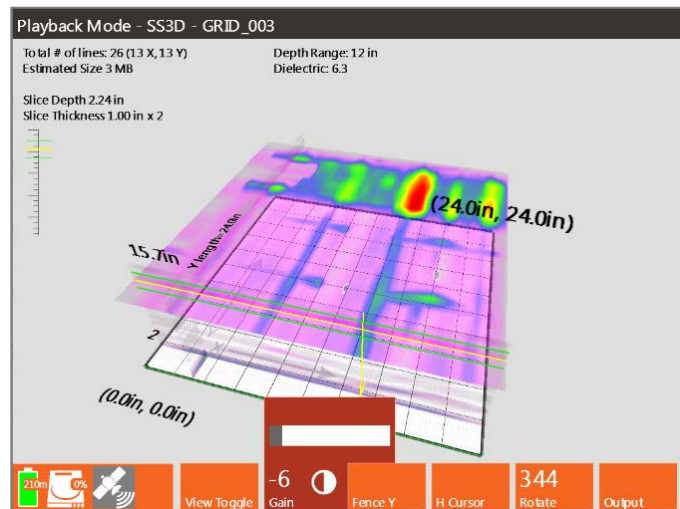 Playback Mode - SS3D - GRID_003
Total # of lines: 26 (13 X, 13 Y)
Depth Range: 12 in
Estimated Size 3 MB
Dielectric: 6.3
Slice Depth 2.24 in
Slice Thickness 1.00 in x 2
(24.0in, 24.0in)
Y length=24.0in
15.7in
2
(0.0in, 0.0in)
210m
0%
View Toggle
-6
Gain
Fence Y
H Cursor
344
Rotate
Output